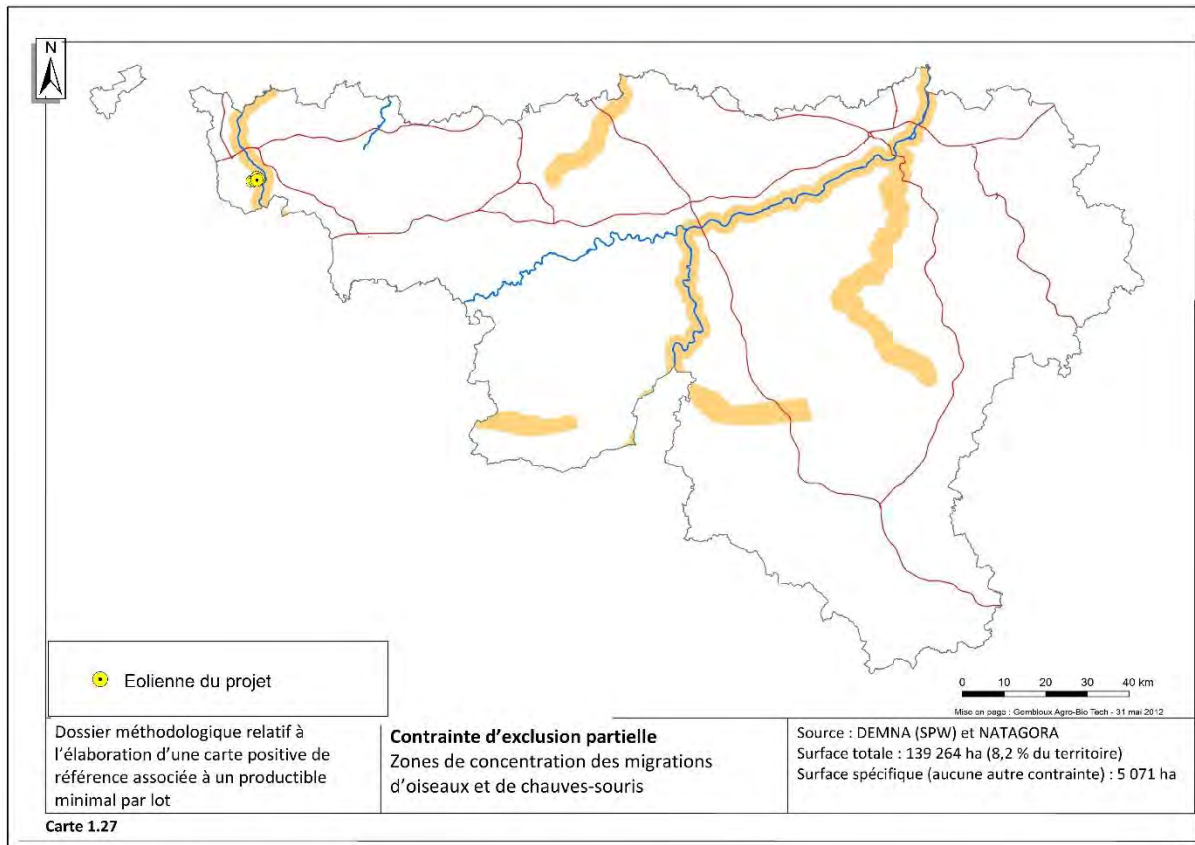 N
Eolienne du projet
0 10 20 30 40 km
Mise en page : Gembloux Agro-Bio Tech - 31 mai 2012
Dossier méthodologique relatif à
l'élaboration d'une carte positive de
référence associée à un productible
minimal par lot
Contrainte d'exclusion partielle
Zones de concentration des migrations
d'oiseaux et de chauves-souris
Source : DEMNA (SPW) et NATAGORA
Surface totale : 139 264 ha (8,2 % du territoire)
Surface spécifique (aucune autre contrainte) : 5 071 ha
Carte 1.27